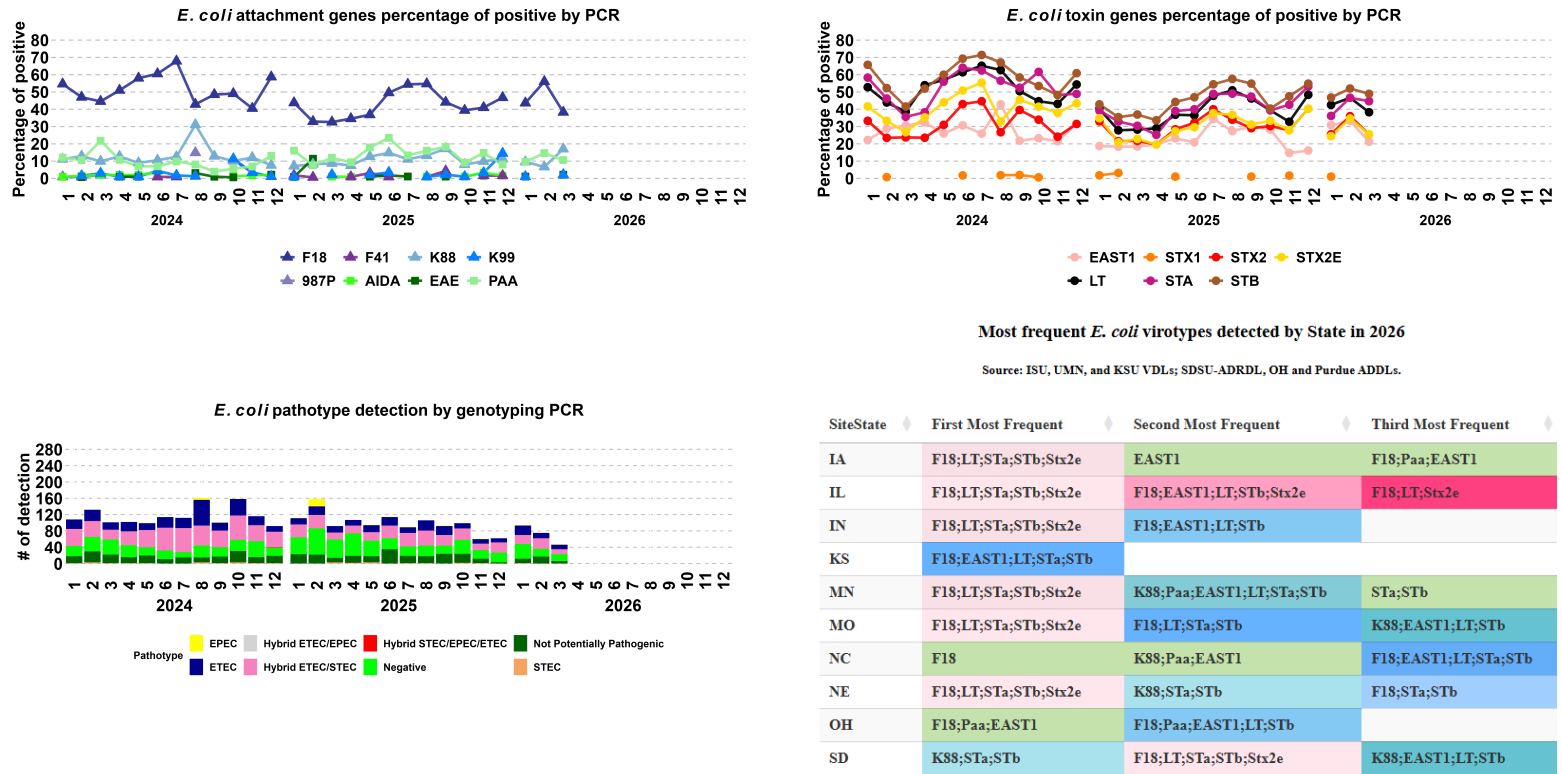 E. coli attachment genes percentage of positive by PCR
Percentage of positive
80
70
60
50
40
30
20
10
0
1 2 3 4 5 6 7 8 9 10 11 12 1 2 3 4 5 6 7 8 9 10 11 12 1 2 3 4 5 6 7 8 9 10 11 12
2024 2025 2026
F18 F41 K88 K99
987P AIDA EAE PAA
E. coli toxin genes percentage of positive by PCR
Percentage of positive
80
70
60
50
40
30
20
10
0
1 2 3 4 5 6 7 8 9 10 11 12 1 2 3 4 5 6 7 8 9 10 11 12 1 2 3 4 5 6 7 8 9 10 11 12
2024 2025 2026
EAST1 STX1 STX2 STX2E
LT STA STB
E. coli pathotype detection by genotyping PCR
# of detection
280
240
200
160
120
80
40
0
1 2 3 4 5 6 7 8 9 10 11 12 1 2 3 4 5 6 7 8 9 10 11 12 1 2 3 4 5 6 7 8 9 10 11 12
2024 2025 2026
Pathotype
EPEC Hybrid ETEC/EPEC Hybrid STEC/EPEC/ETEC Not Potentially Pathogenic
ETEC Hybrid ETEC/STEC Negative STEC
Most frequent E. coli virotypes detected by State in 2026
Source: ISU, UMN, and KSU VDLs; SDSU-ADRDL, OH and Purdue ADDLs.
SiteState First Most Frequent Second Most Frequent Third Most Frequent
IA F18;LT;STa;STb;Stx2e EAST1 F18;Paa;EAST1
IL F18;LT;STa;STb;Stx2e F18;EAST1;LT;STb;Stx2e F18;LT;Stx2e
IN F18;LT;STa;STb;Stx2e F18;EAST1;LT;STb
KS F18;EAST1;LT;STa;STb
MN F18;LT;STa;STb;Stx2e K88;Paa;EAST1;LT;STa;STb STa;STb
MO F18;LT;STa;STb;Stx2e F18;LT;STa;STb K88;EAST1;LT;STb
NC F18 K88;Paa;EAST1 F18;EAST1;LT;STa;STb
NE F18;LT;STa;STb;Stx2e K88;STa;STb F18;STa;STb
OH F18;Paa;EAST1 F18;Paa;EAST1;LT;STb
SD K88;STa;STb F18;LT;STa;STb;Stx2e K88;EAST1;LT;STb